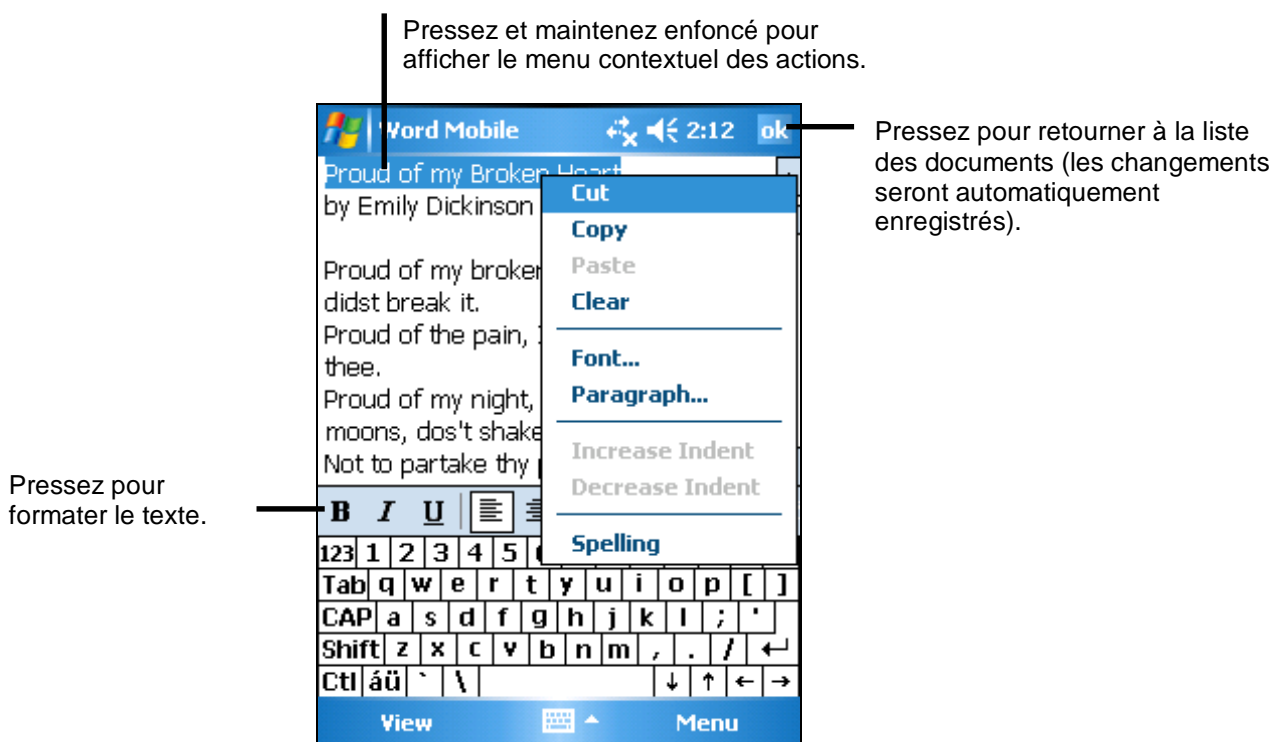 Pressez et maintenez enfoncé pour
afficher le menu contextuel des actions.
Word Mobile 2:12 ok
Pressez pour retourner à la liste
des documents (les changements
seront automatiquement
enregistrés).
Proud of my Broken Heart
by Emily Dickinson
Proud of my broken
didst break it.
Proud of the pain, I
thee.
Proud of my night,
moons, dos't shake
Not to partake thy
Cut
Copy
Paste
Clear
Font...
Paragraph...
Increase Indent
Decrease Indent
Spelling
Pressez pour
formater le texte.
B I U
123 1 2 3 4 5
Tab q w e r t y u i o p [ ]
CAP a s d f g h j k l ; '
Shift z x c v b n m , . / ↵
Ctl áü ` \ ↓ ↑ ← →
View Menu